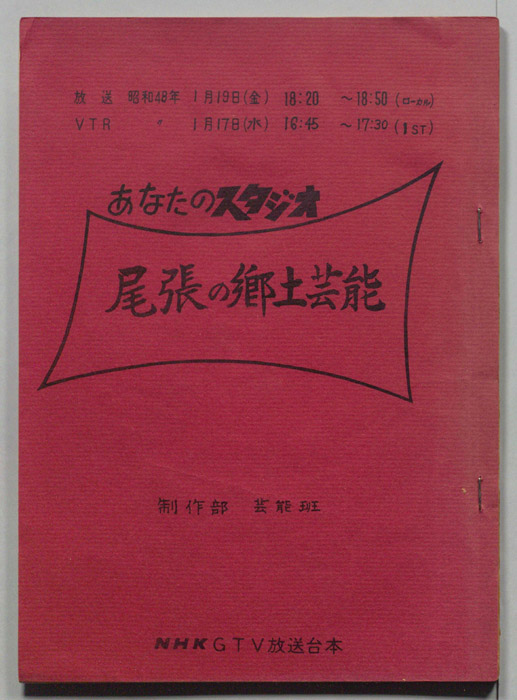 放送 昭和48年 1月19日(金) 18:20 ～18:50 (ローカル)
VTR 〃 1月17日(水) 16:45 ～17:30 (1ST)
あなたのスタジオ
尾張の郷土芸能
制作部 芸能班
NHK GTV放送台本